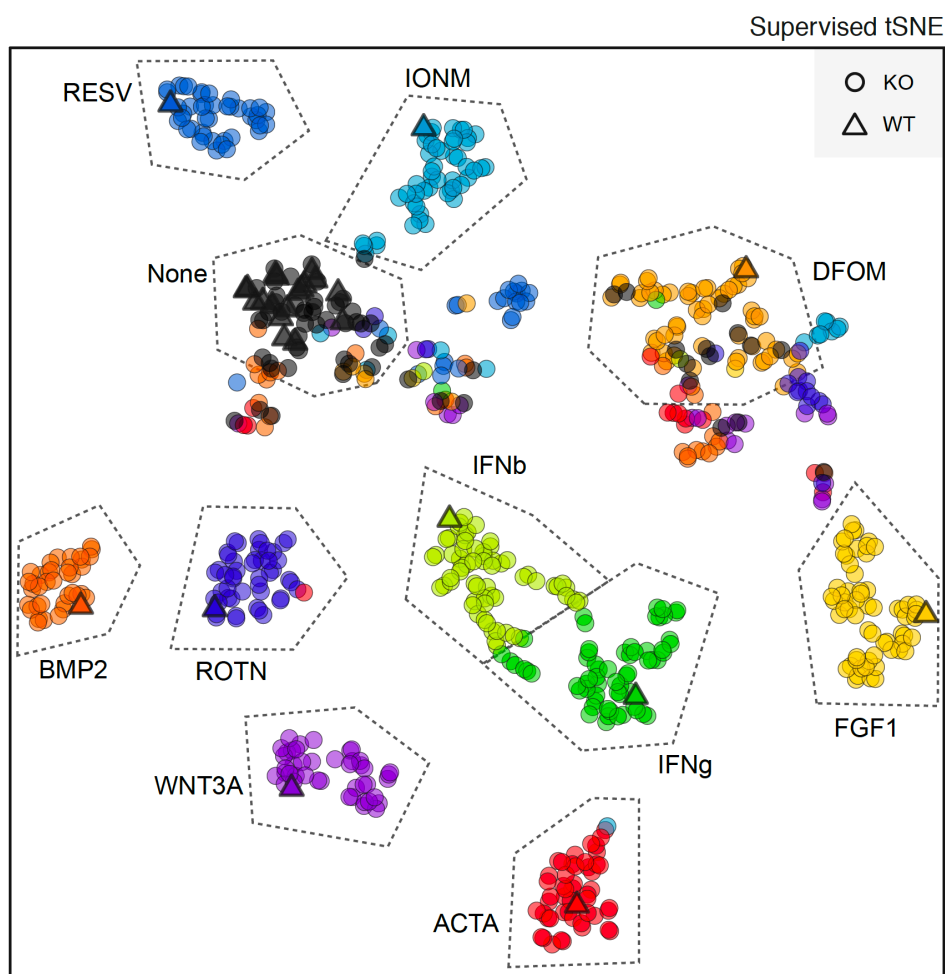 Supervised tSNE
KO
WT
RESV
IONM
None
DFOM
IFNb
BMP2
ROTN
FGF1
IFNg
WNT3A
ACTA